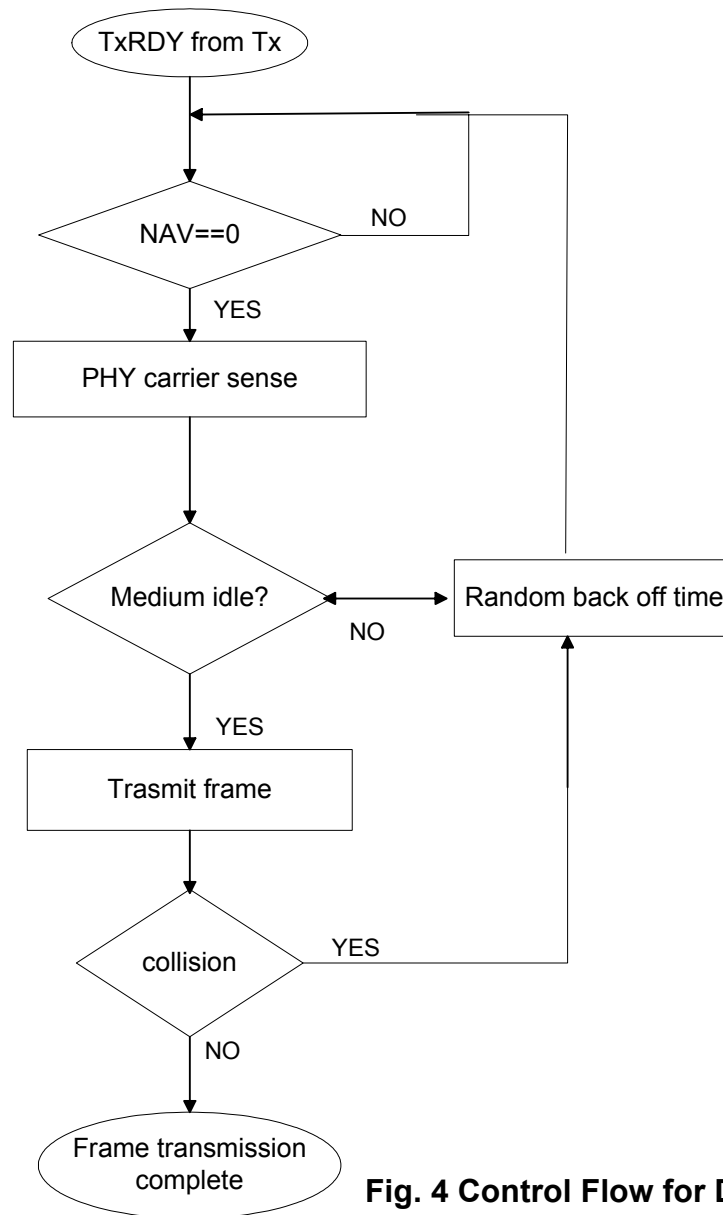 TxRDY from Tx
NAV==0
NO
YES
PHY carrier sense
Medium idle?
NO
Random back off time
YES
Trasmit frame
collision
YES
NO
Frame transmission
complete
Fig. 4 Control Flow for D